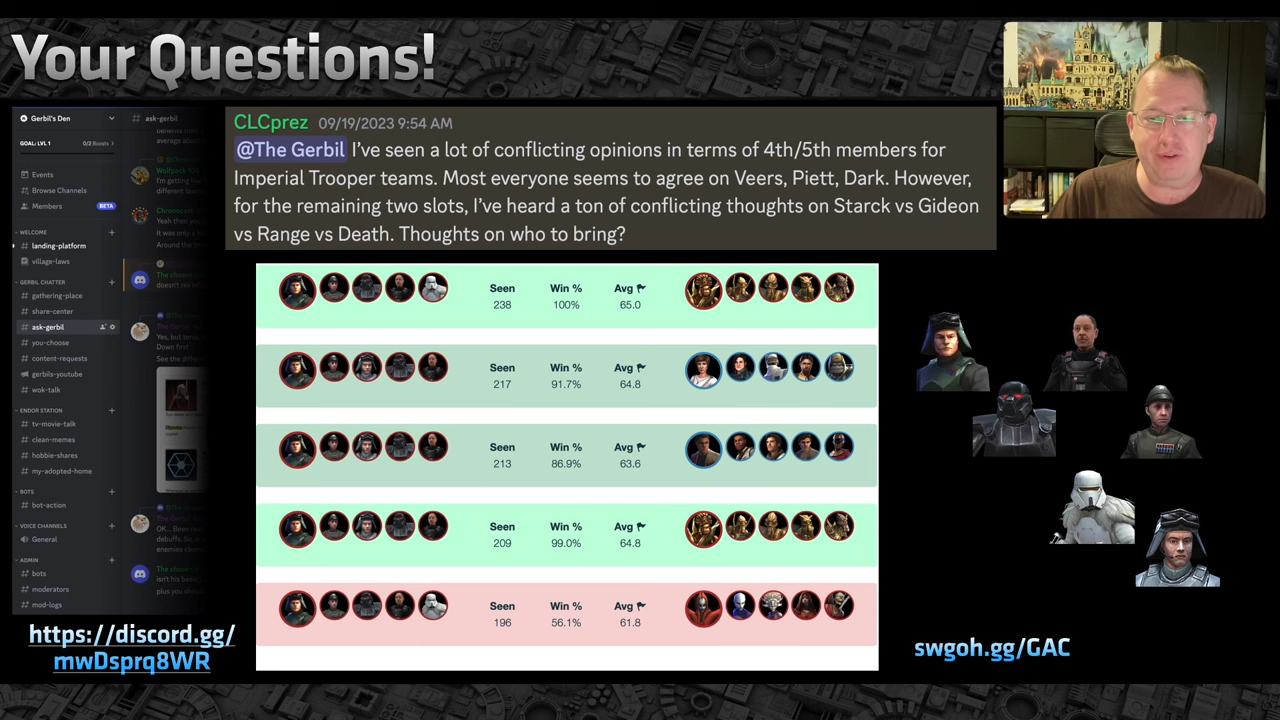 Your Questions!
Gerbil's Den
# ask-gerbil
GOAL: LVL 1
0/2 Boosts
Events
Browse Channels
Members
BETA
WELCOME
landing-platform
village-laws
GERBIL CHATTER
gathering-place
share-center
ask-gerbil
you-choose
content-requests
gerbils-youtube
wok-talk
ENDOR STATION
tv-movie-talk
clean-memes
hobbie-shares
my-adopted-home
BOTS
bot-action
VOICE CHANNELS
General
ADMIN
bots
moderators
mod-logs
https://discord.gg/
mwDsprq8WR
CLCprez 09/19/2023 9:54 AM
@The Gerbil I've seen a lot of conflicting opinions in terms of 4th/5th members for
Imperial Trooper teams. Most everyone seems to agree on Veers, Piett, Dark. However,
for the remaining two slots, I've heard a ton of conflicting thoughts on Starck vs Gideon
vs Range vs Death. Thoughts on who to bring?
Seen Win % Avg
238 100% 65.0
Seen Win % Avg
217 91.7% 64.8
Seen Win % Avg
213 86.9% 63.6
Seen Win % Avg
209 99.0% 64.8
Seen Win % Avg
196 56.1% 61.8
swgoh.gg/GAC